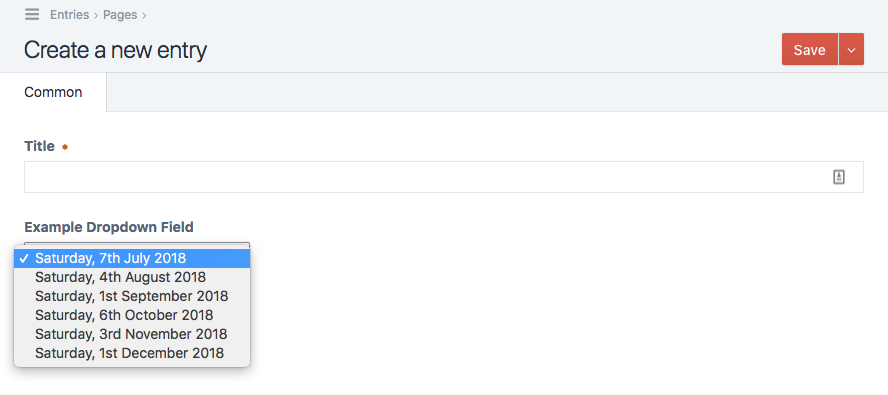 Entries › Pages ›
Create a new entry
Save
Common
Title *
Example Dropdown Field
✓ Saturday, 7th July 2018
Saturday, 4th August 2018
Saturday, 1st September 2018
Saturday, 6th October 2018
Saturday, 3rd November 2018
Saturday, 1st December 2018